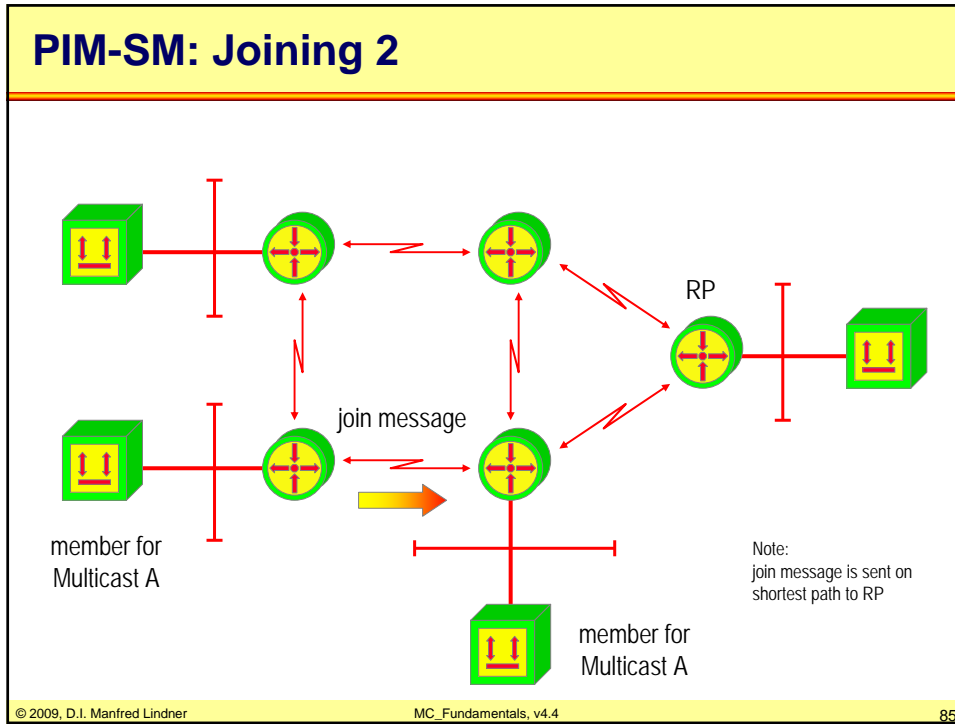 PIM-SM: Joining 2
RP
join message
member for
Multicast A
Note:
join message is sent on
shortest path to RP
member for
Multicast A
© 2009, D.I. Manfred Lindner
MC_Fundamentals, v4.4
85